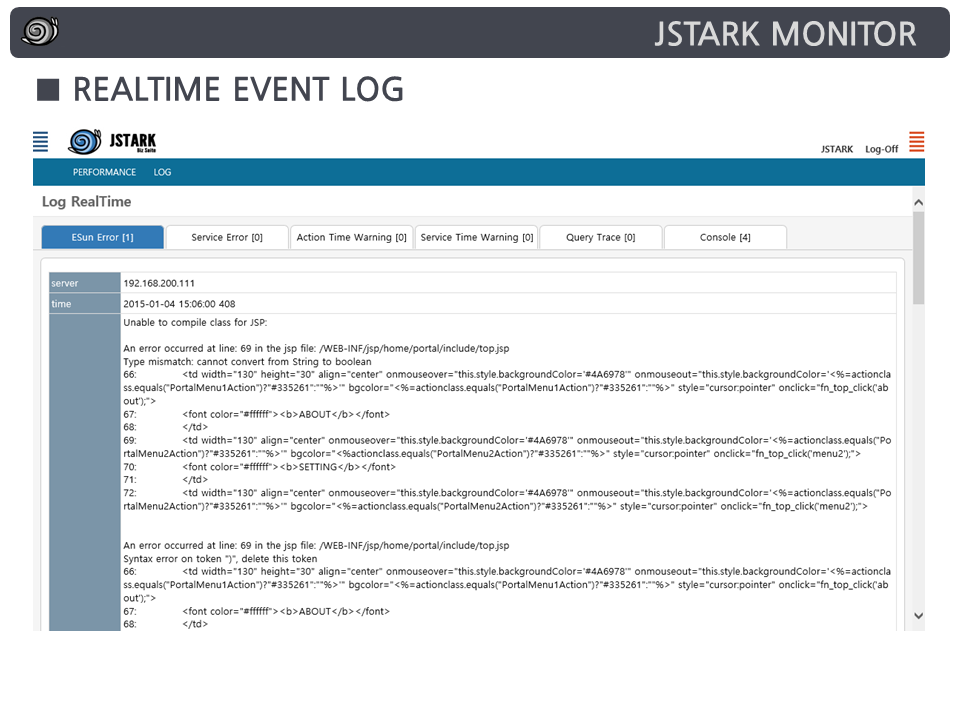 JSTARK MONITOR
■ REALTIME EVENT LOG
JSTARK
Biz Suite
JSTARK Log-Off
PERFORMANCE LOG
Log RealTime
ESun Error [1] Service Error [0] Action Time Warning [0] Service Time Warning [0] Query Trace [0] Console [4]
server 192.168.200.111
time 2015-01-04 15:06:00 408
Unable to compile class for JSP:
An error occurred at line: 69 in the jsp file: /WEB-INF/jsp/home/portal/include/top.jsp
Type mismatch: cannot convert from String to boolean
66: <td width="130" height="30" align="center" onmouseover="this.style.backgroundColor='#4A6978'" onmouseout="this.style.backgroundColor='<%=actioncla
ss.equals("PortalMenu1Action")?"#335261":""%>'" bgcolor="<%=actionclass.equals("PortalMenu1Action")?"#335261":""%>" style="cursor:pointer" onclick="fn_top_click('ab
out');">
67: <font color="#ffffff"><b>ABOUT</b></font>
68: </td>
69: <td width="130" align="center" onmouseover="this.style.backgroundColor='#4A6978'" onmouseout="this.style.backgroundColor='<%=actionclass.equals("Po
rtalMenu2Action")?"#335261":""%>'" bgcolor="<%actionclass.equals("PortalMenu2Action")?"#335261":""%>" style="cursor:pointer" onclick="fn_top_click('menu2');">
70: <font color="#ffffff"><b>SETTING</b></font>
71: </td>
72: <td width="130" align="center" onmouseover="this.style.backgroundColor='#4A6978'" onmouseout="this.style.backgroundColor='<%=actionclass.equals("Po
rtalMenu2Action")?"#335261":""%>'" bgcolor="<%=actionclass.equals("PortalMenu2Action")?"#335261":""%>" style="cursor:pointer" onclick="fn_top_click('menu2');">
An error occurred at line: 69 in the jsp file: /WEB-INF/jsp/home/portal/include/top.jsp
Syntax error on token ")", delete this token
66: <td width="130" height="30" align="center" onmouseover="this.style.backgroundColor='#4A6978'" onmouseout="this.style.backgroundColor='<%=actioncla
ss.equals("PortalMenu1Action")?"#335261":""%>'" bgcolor="<%=actionclass.equals("PortalMenu1Action")?"#335261":""%>" style="cursor:pointer" onclick="fn_top_click('ab
out');">
67: <font color="#ffffff"><b>ABOUT</b></font>
68: </td>